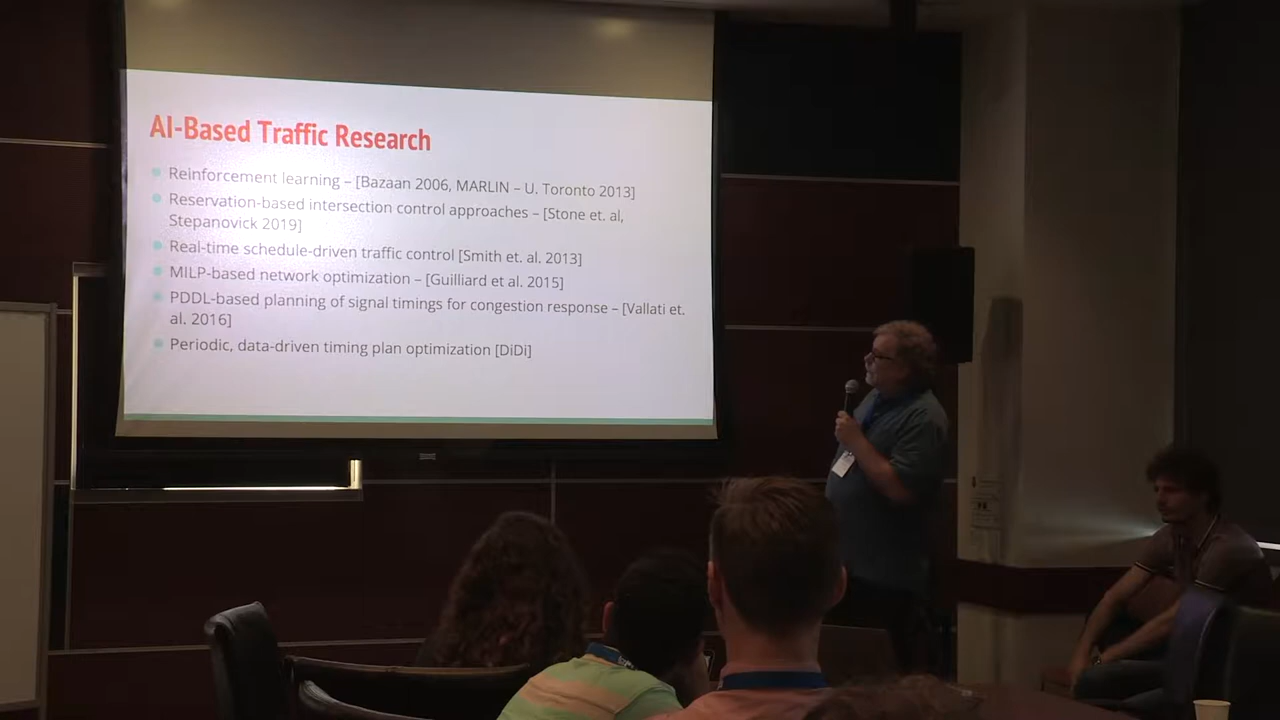 AI-Based Traffic Research
Reinforcement learning – [Bazaan 2006, MARLIN – U. Toronto 2013]
Reservation-based intersection control approaches – [Stone et. al,
Stepanovick 2019]
Real-time schedule-driven traffic control [Smith et. al. 2013]
MILP-based network optimization – [Guilliard et al. 2015]
PDDL-based planning of signal timings for congestion response – [Vallati et.
al. 2016]
Periodic, data-driven timing plan optimization [DiDi]